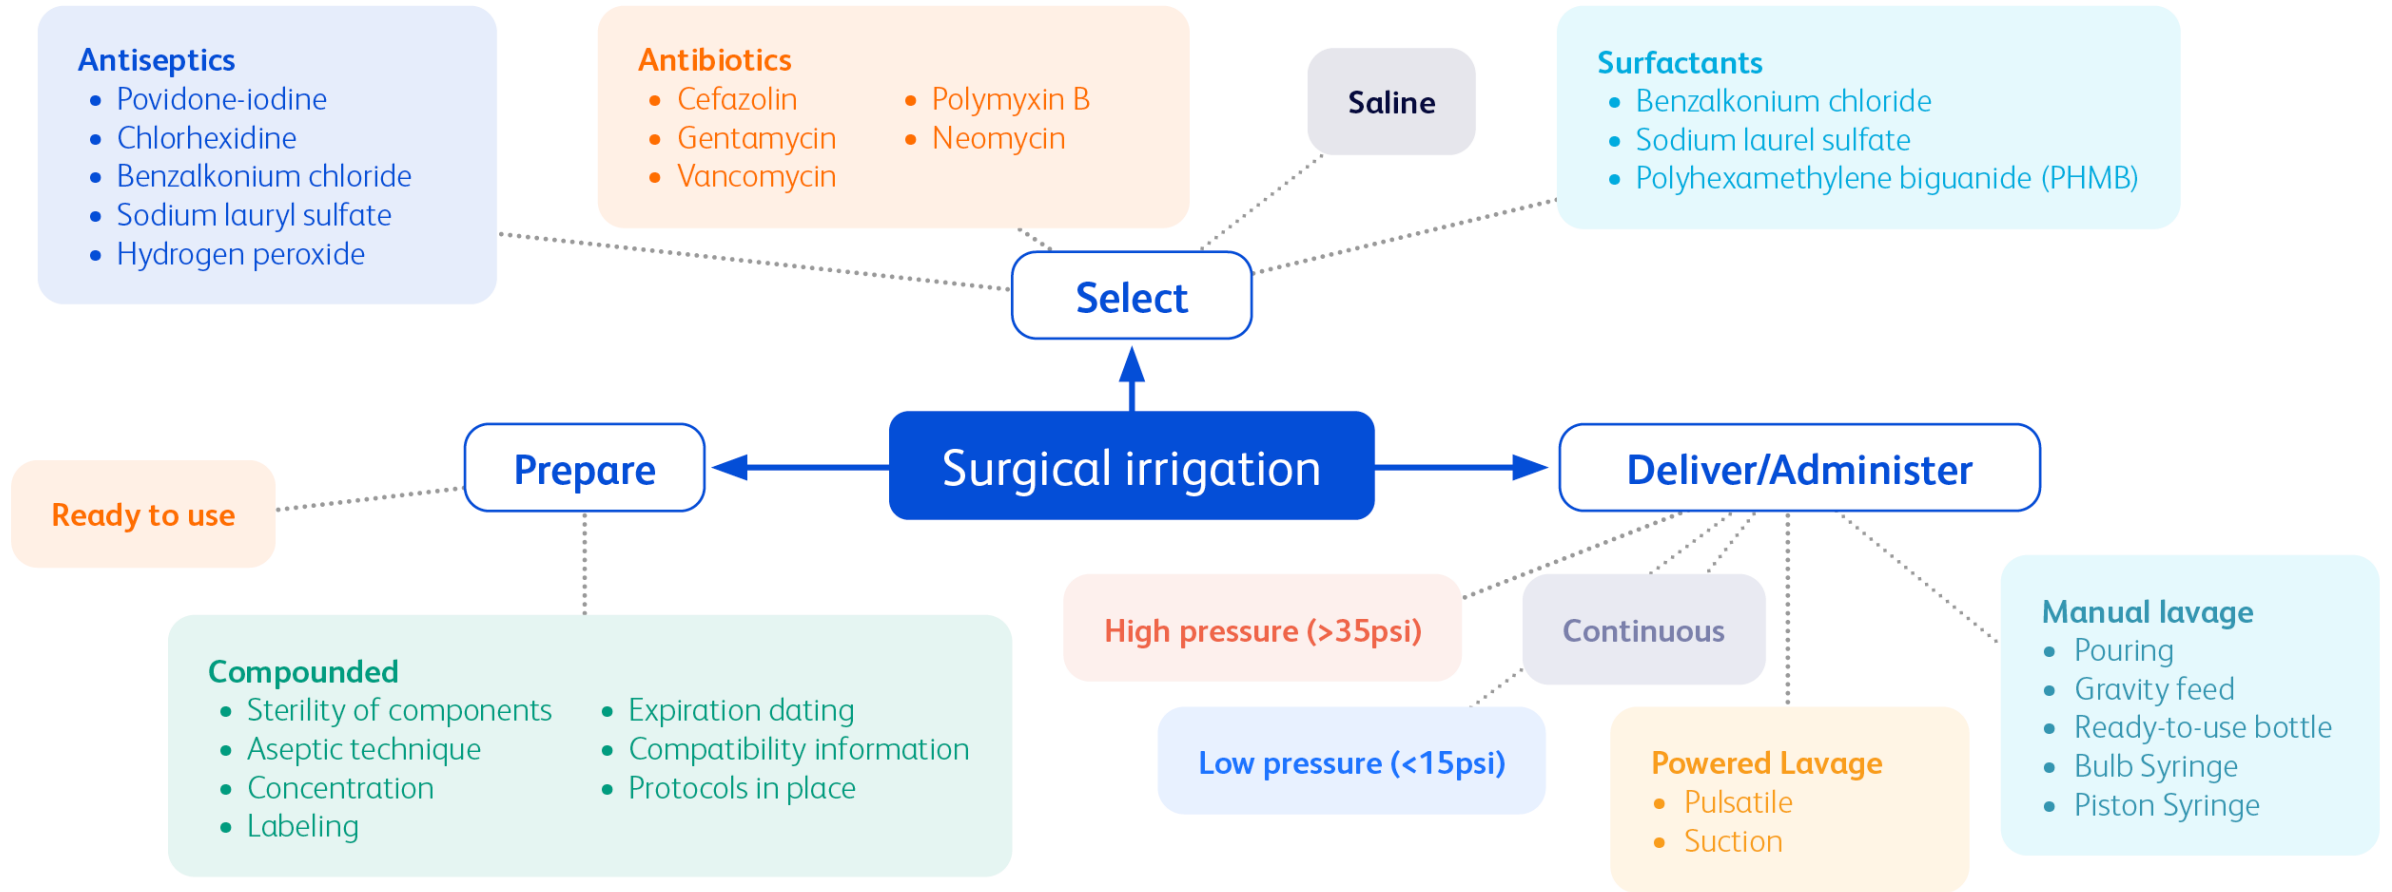 Antiseptics
Povidone-iodine
Chlorhexidine
Benzalkonium chloride
Sodium lauryl sulfate
Hydrogen peroxide
Antibiotics
Cefazolin
Gentamycin
Vancomycin
Polymyxin B
Neomycin
Saline
Surfactants
Benzalkonium chloride
Sodium laurel sulfate
Polyhexamethylene biguanide (PHMB)
Select
Surgical irrigation
Prepare
Ready to use
Compounded
Sterility of components
Aseptic technique
Concentration
Labeling
Expiration dating
Compatibility information
Protocols in place
Deliver/Administer
High pressure (>35psi)
Continuous
Low pressure (<15psi)
Powered Lavage
Pulsatile
Suction
Manual lavage
Pouring
Gravity feed
Ready-to-use bottle
Bulb Syringe
Piston Syringe